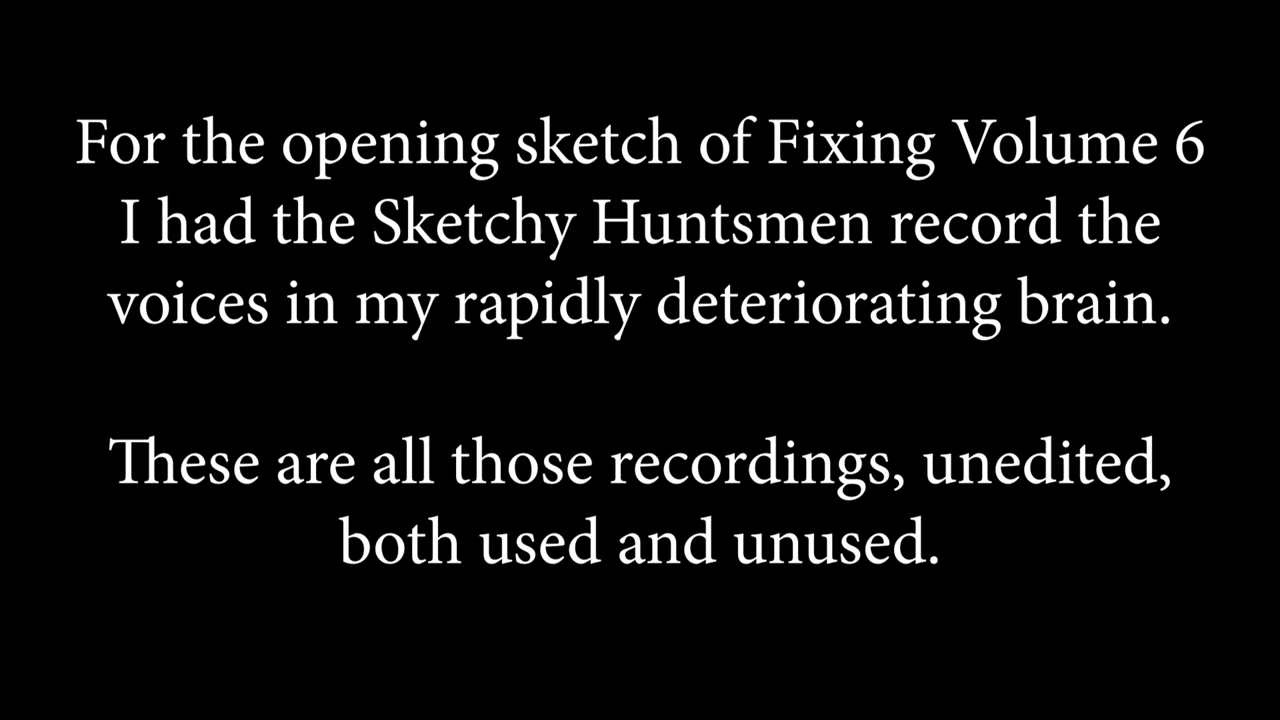 For the opening sketch of Fixing Volume 6
I had the Sketchy Huntsmen record the
voices in my rapidly deteriorating brain.
These are all those recordings, unedited,
both used and unused.